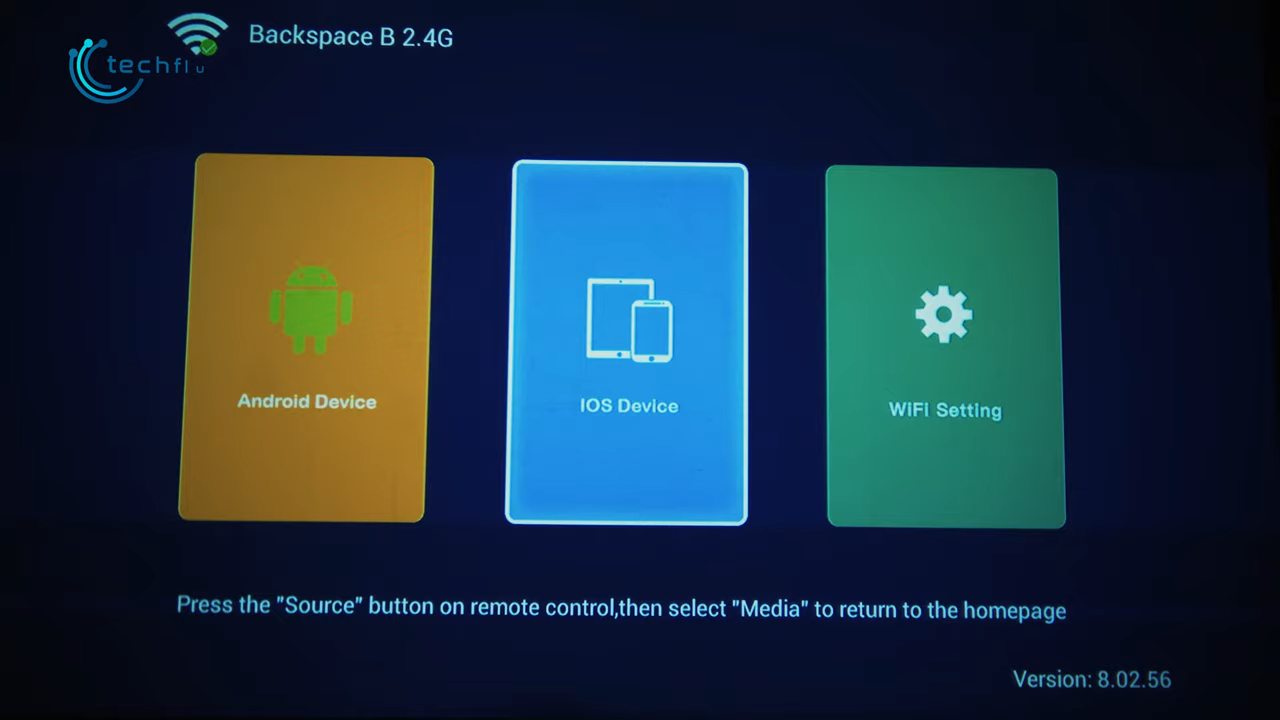 Backspace B 2.4G
techflu
Android Device
IOS Device
WiFi Setting
Press the "Source" button on remote control,then select "Media" to return to the homepage
Version: 8.02.56